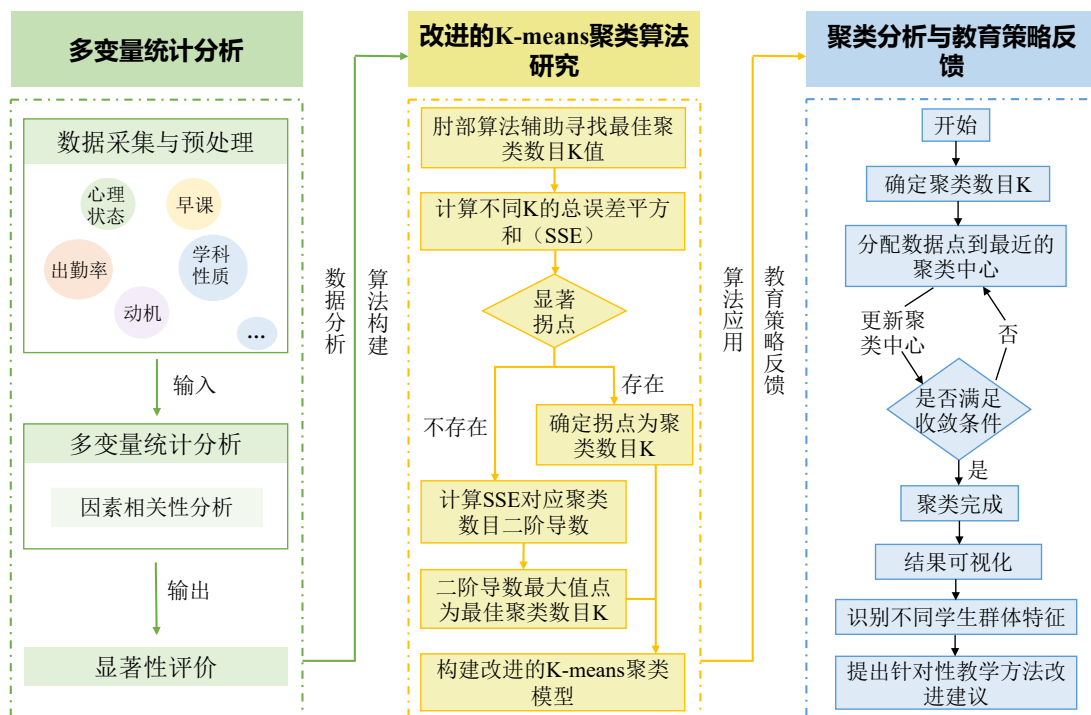 多变量统计分析
数据采集与预处理
心理
状态
早课
出勤率
学科
性质
动机
...
输入
多变量统计分析
因素相关性分析
输出
显著性评价
数据分析
算法构建
改进的K-means聚类算法
研究
肘部算法辅助寻找最佳聚
类数目K值
计算不同K的总误差平方
和（SSE）
显著
拐点
不存在
存在
确定拐点为聚
类数目K
计算SSE对应聚类
数目二阶导数
二阶导数最大值点
为最佳聚类数目K
构建改进的K-means聚类
模型
算法应用
教育策略反馈
聚类分析与教育策略反
馈
开始
确定聚类数目K
分配数据点到最近的
聚类中心
更新聚
类中心
否
是否满足
收敛条件
是
聚类完成
结果可视化
识别不同学生群体特征
提出针对性教学方法改
进建议